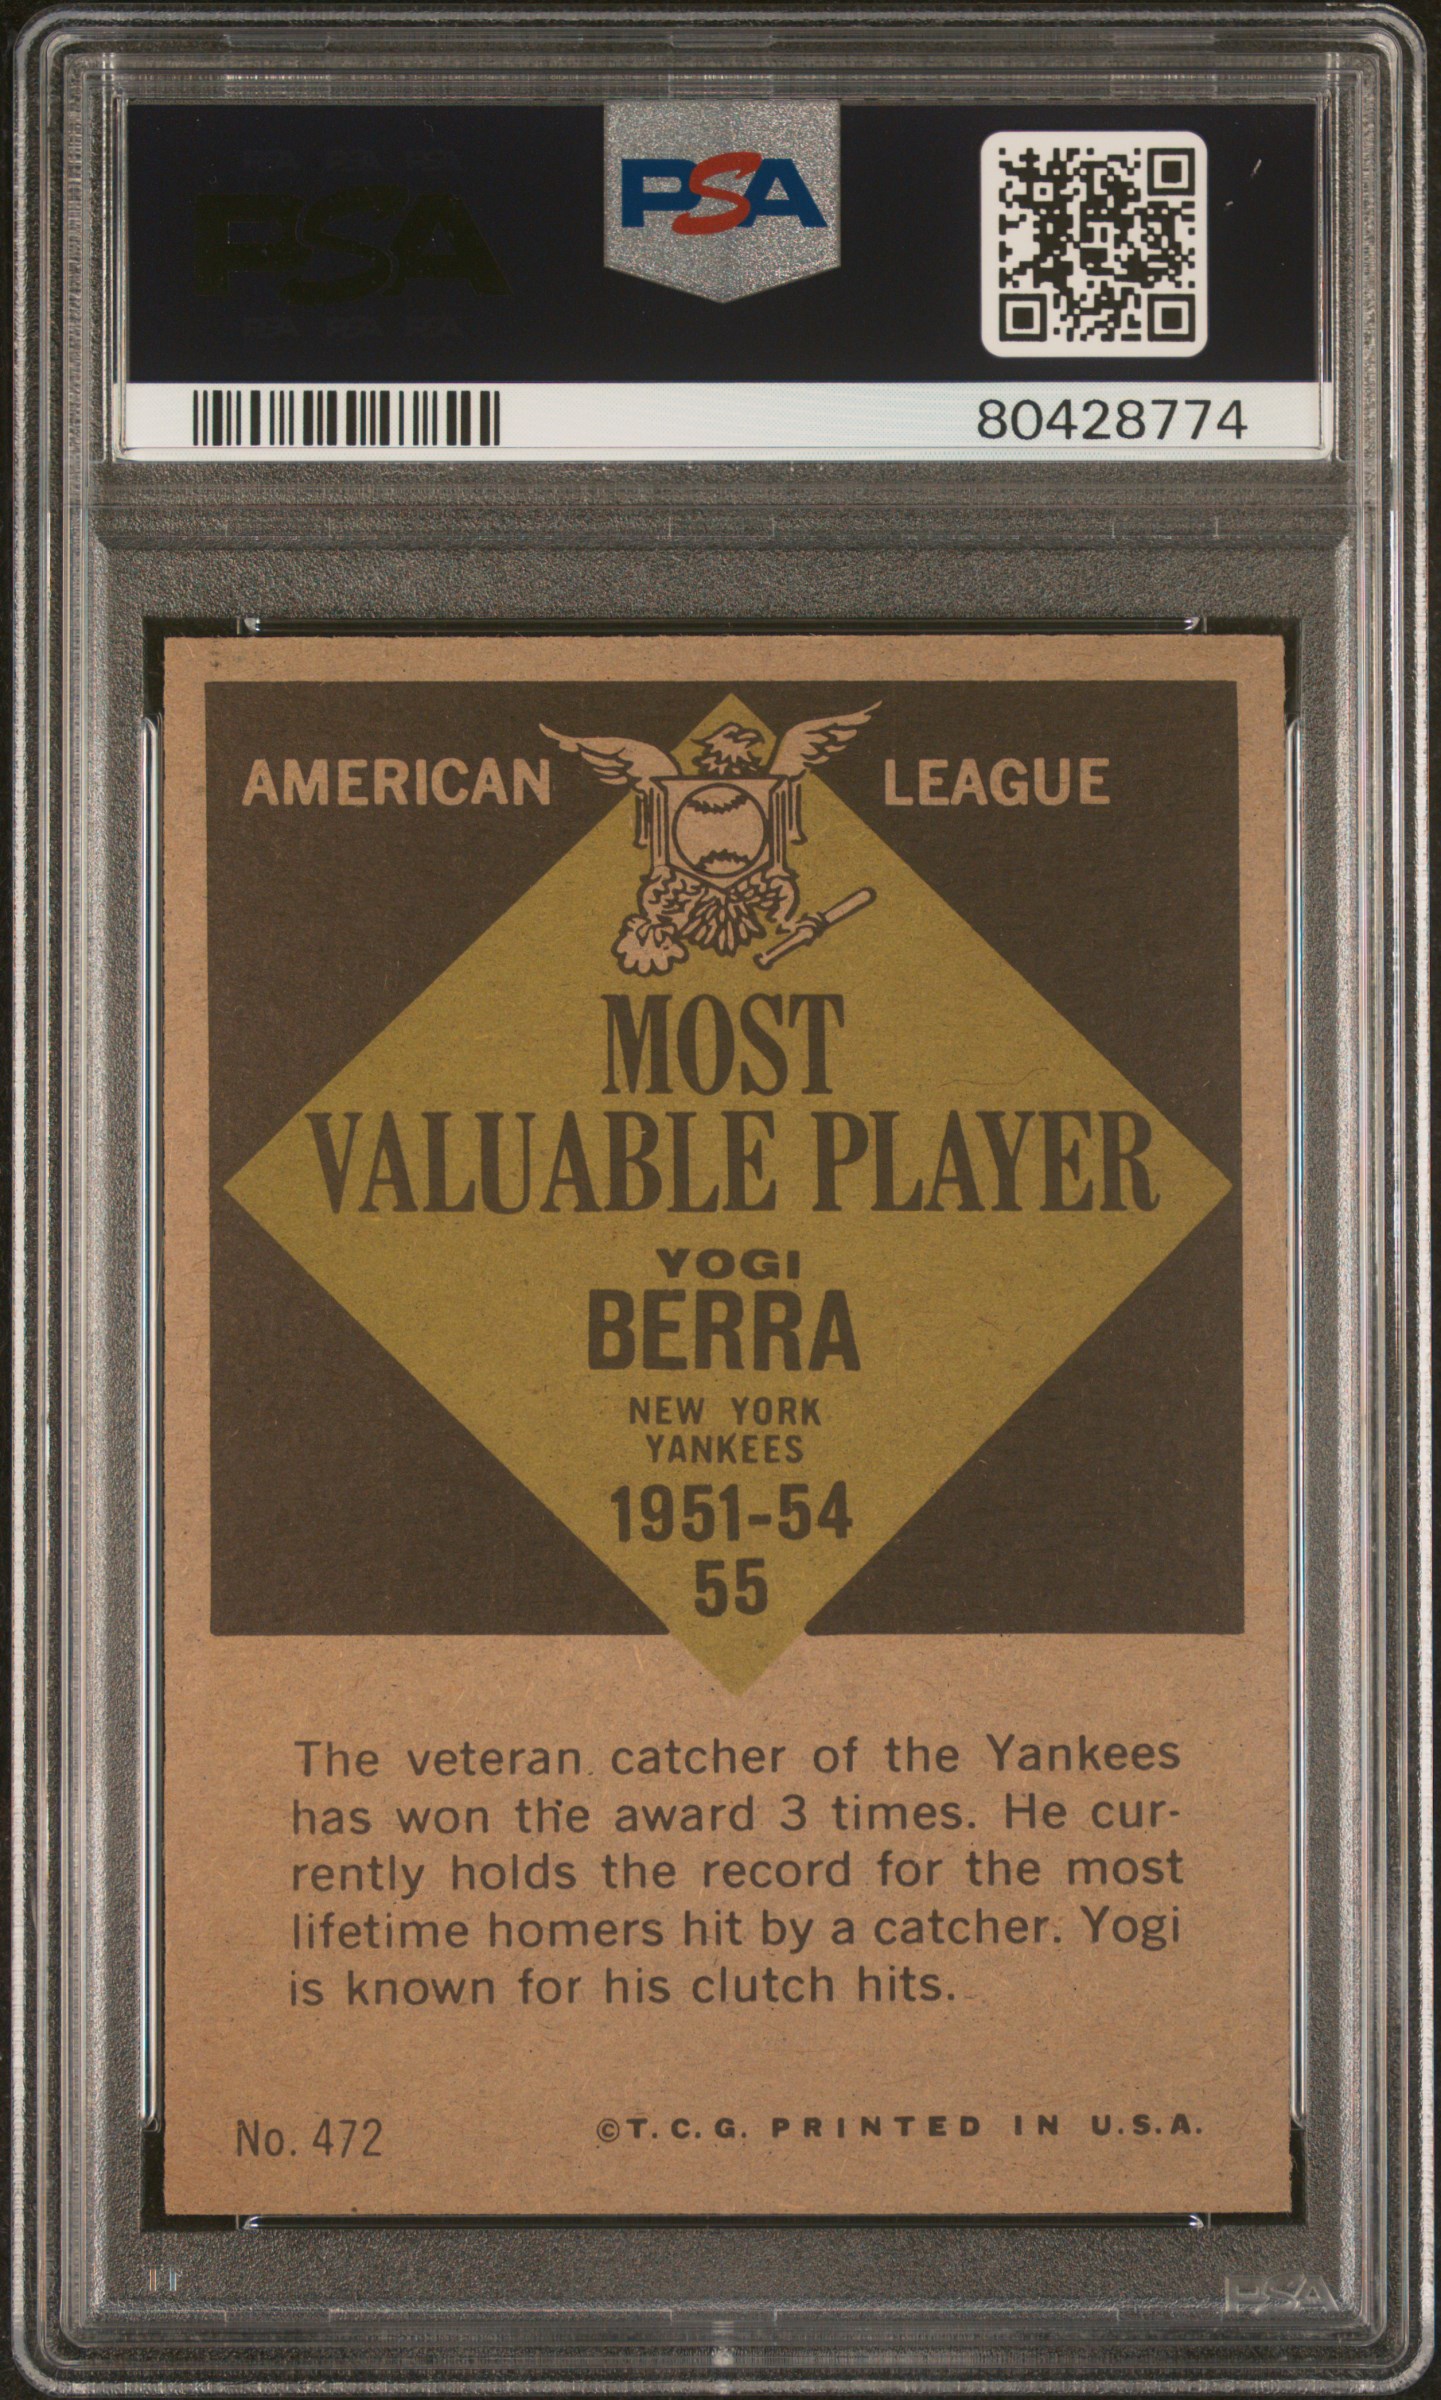 PSA
PSA
80428774
AMERICAN LEAGUE
MOST
VALUABLE PLAYER
YOGI
BERRA
NEW YORK
YANKEES
1951-54
55
The veteran catcher of the Yankees
has won the award 3 times. He cur-
rently holds the record for the most
lifetime homers hit by a catcher. Yogi
is known for his clutch hits.
No. 472 ©T.C.G. PRINTED IN U.S.A.
PSA